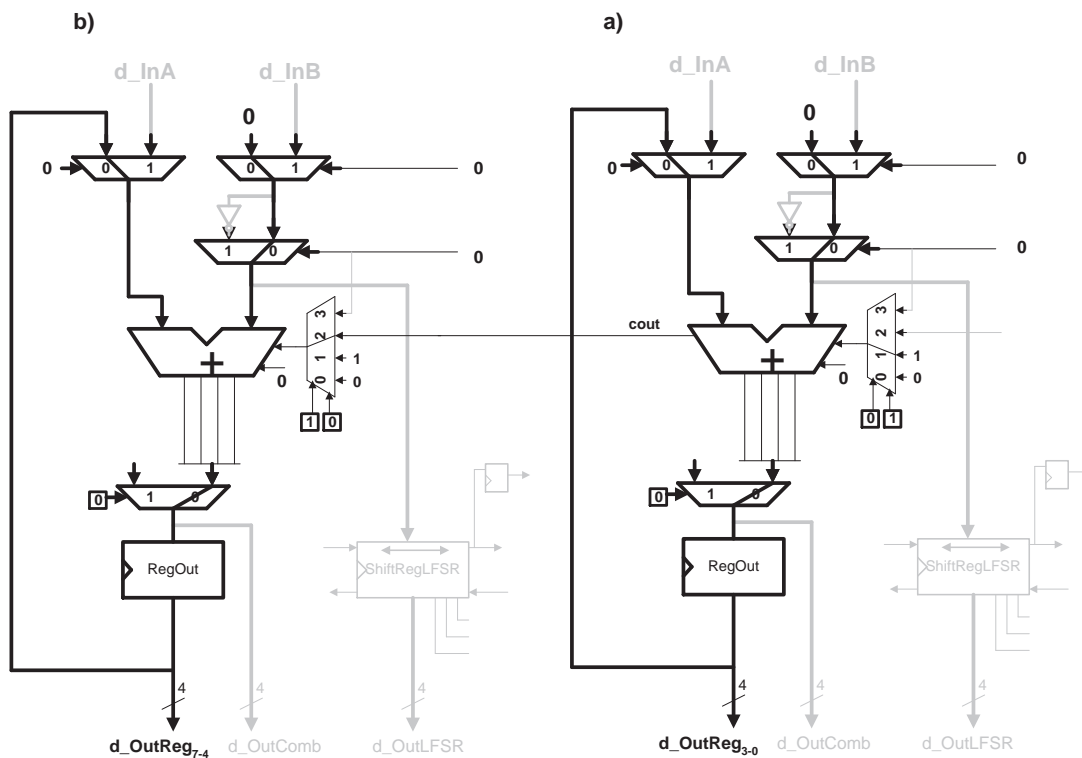 b) a)
d_InA d_InB d_InA d_InB
0 0
0 0 1 0 1 0 0 0 1 0 1 0
1 0 0 1 0 0
3 3
cout
2 2
+ 1 1 + 1 1
0 0 0 0 0 0
1 0 0 1
0 1 0 0 1 0
RegOut ShiftRegLFSR RegOut ShiftRegLFSR
4 4 4 4 4 4
d_OutReg7-4 d_OutComb d_OutLFSR d_OutReg3-0 d_OutComb d_OutLFSR